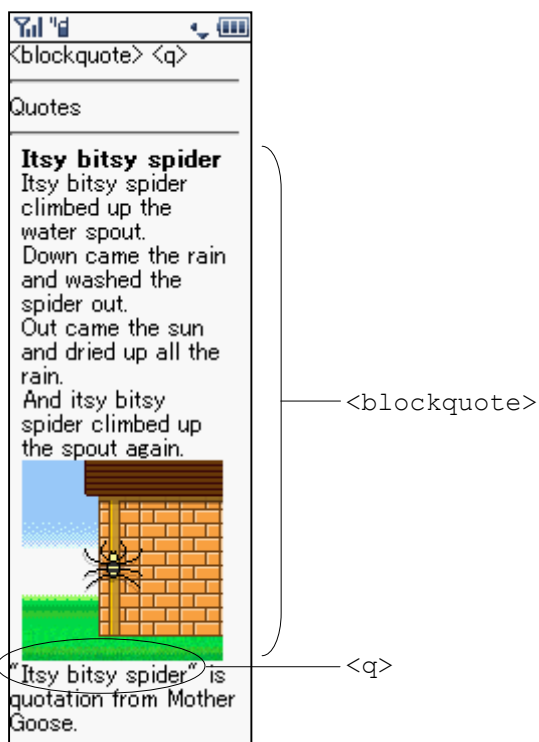 <blockquote> <q>
Quotes
Itsy bitsy spider
Itsy bitsy spider
climbed up the
water spout.
Down came the rain
and washed the
spider out.
Out came the sun
and dried up all the
rain.
And itsy bitsy
spider climbed up
the spout again.
<blockquote>
"Itsy bitsy spider" is
quotation from Mother
Goose.
<q>